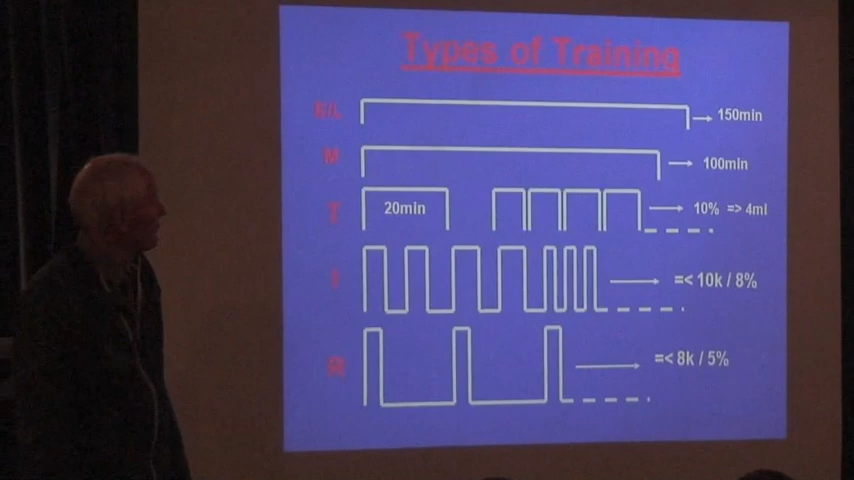 Types of Training
E/L
150min
M
100min
T
20min
10% => 4mi
I
=< 10k / 8%
R
=< 8k / 5%